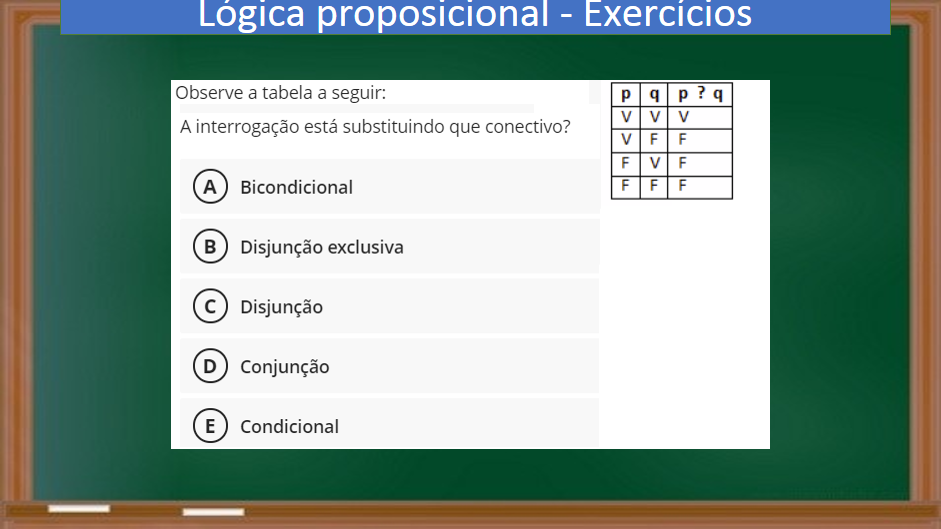 Lógica proposicional - Exercícios
Observe a tabela a seguir:
A interrogação está substituindo que conectivo?
A Bicondicional
B Disjunção exclusiva
C Disjunção
D Conjunção
E Condicional
p q p ? q
V V V
V F F
F V F
F F F